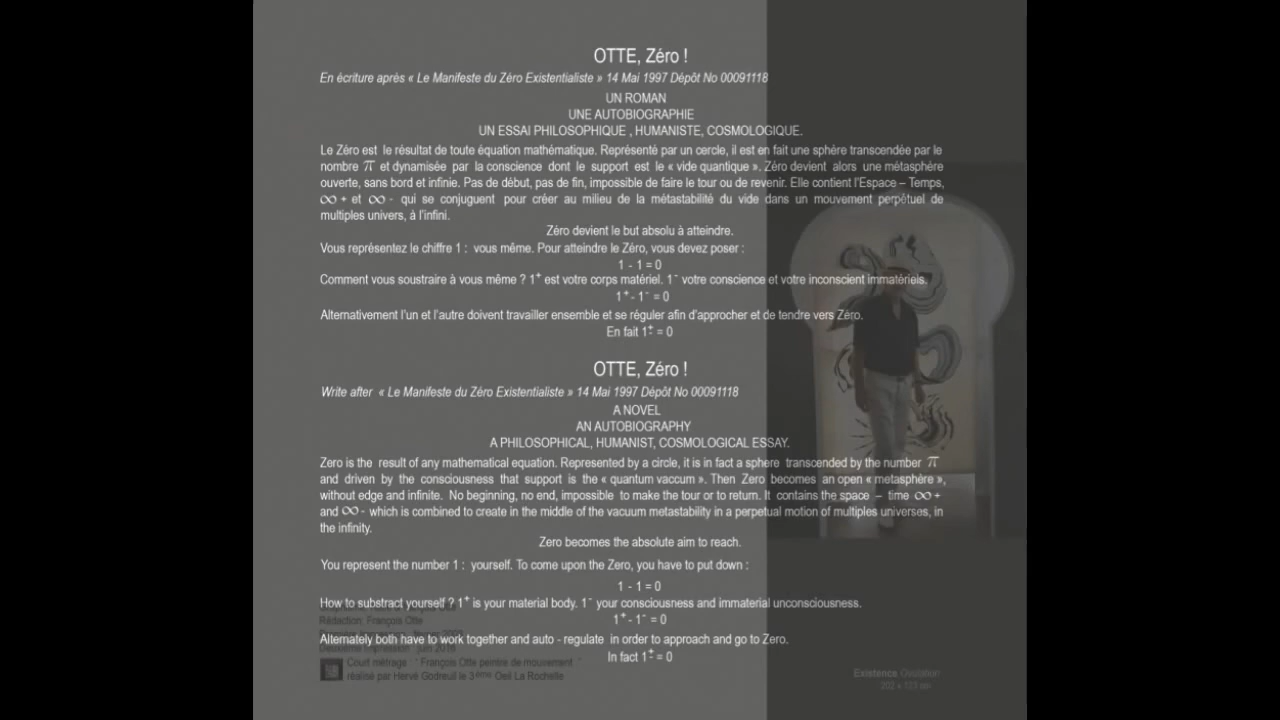 OTTE, Zéro !
En écriture après « Le Manifeste du Zéro Existentialiste » 14 Mai 1997 Dépôt No 00091118
UN ROMAN
UNE AUTOBIOGRAPHIE
UN ESSAI PHILOSOPHIQUE , HUMANISTE, COSMOLOGIQUE.
Le Zéro est le résultat de toute équation mathématique. Représenté par un cercle, il est en fait une sphère transcendée par le
nombre π et dynamisée par la conscience dont le support est le « vide quantique ». Zéro devient alors une métasphère
ouverte, sans bord et infinie. Pas de début, pas de fin, impossible de faire le tour ou de revenir. Elle contient l'Espace – Temps,
∞ + et ∞ - qui se conjuguent pour créer au milieu de la métastabilité du vide dans un mouvement perpétuel de
multiples univers, à l'infini.
Zéro devient le but absolu à atteindre.
Vous représentez le chiffre 1 : vous même. Pour atteindre le Zéro, vous devez poser :
1 - 1 = 0
Comment vous soustraire à vous même ? 1⁺ est votre corps matériel. 1⁻ votre conscience et votre inconscient immatériels.
1⁺ - 1⁻ = 0
Alternativement l'un et l'autre doivent travailler ensemble et se réguler afin d'approcher et de tendre vers Zéro.
En fait 1± = 0
OTTE, Zéro !
Write after « Le Manifeste du Zéro Existentialiste » 14 Mai 1997 Dépôt No 00091118
A NOVEL
AN AUTOBIOGRAPHY
A PHILOSOPHICAL, HUMANIST, COSMOLOGICAL ESSAY.
Zero is the result of any mathematical equation. Represented by a circle, it is in fact a sphere transcended by the number π
and driven by the consciousness that support is the « quantum vaccum ». Then Zero becomes an open « metasphère »,
without edge and infinite. No beginning, no end, impossible to make the tour or to return. It contains the space – time ∞ +
and ∞ - which is combined to create in the middle of the vacuum metastability in a perpetual motion of multiples universes, in
the infinity.
Zero becomes the absolute aim to reach.
You represent the number 1 : yourself. To come upon the Zero, you have to put down :
1 - 1 = 0
How to substract yourself ? 1⁺ is your material body. 1⁻ your consciousness and immaterial unconsciousness.
1⁺ - 1⁻ = 0
Rédaction: François Otte
Alternately both have to work together and auto - regulate in order to approach and go to Zero.
Deuxième impression : juin 2016
In fact 1± = 0
Court métrage : " François Otte peintre de mouvement "
réalisé par Hervé Godreuil le 3ème Oeil La Rochelle
Existence Ovulation
202 x 123 cm